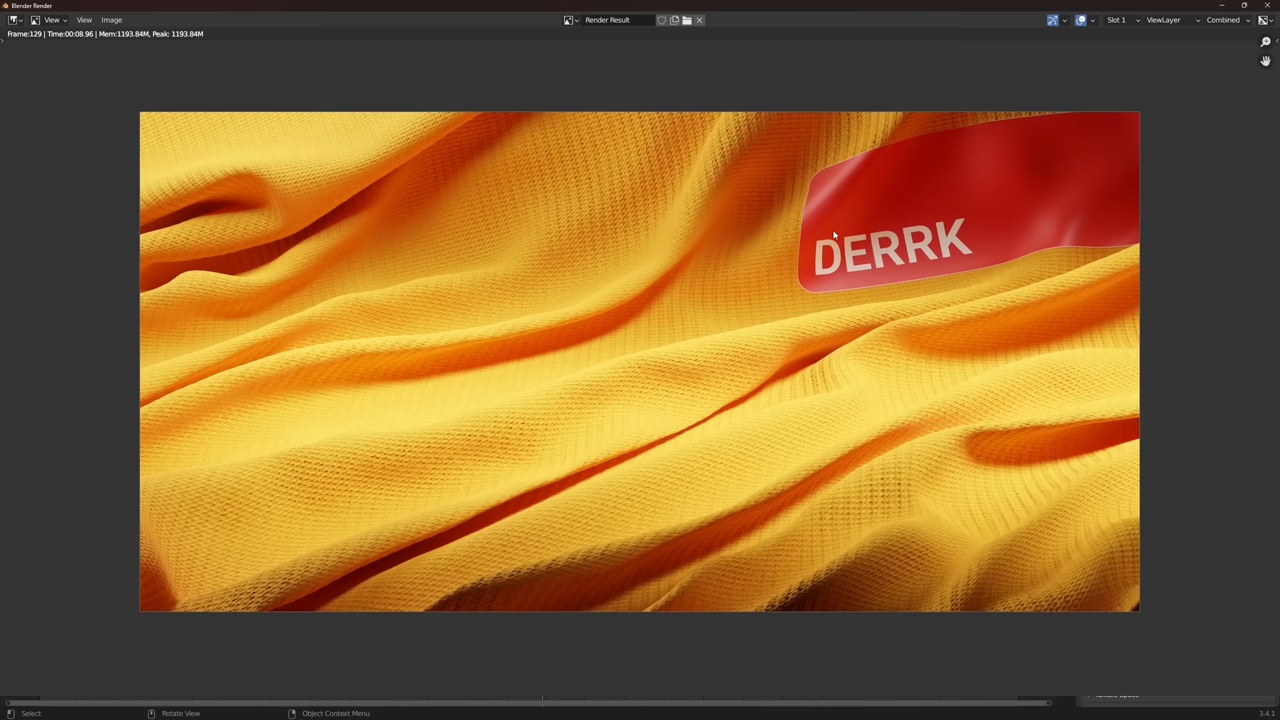 Blender Render
View View Image Render Result Slot 1 ViewLayer Combined
Frame:129 | Time:00:08.96 | Mem:1193.84M, Peak: 1193.84M
DERRK
Select Rotate View Object Context Menu 3.4.1